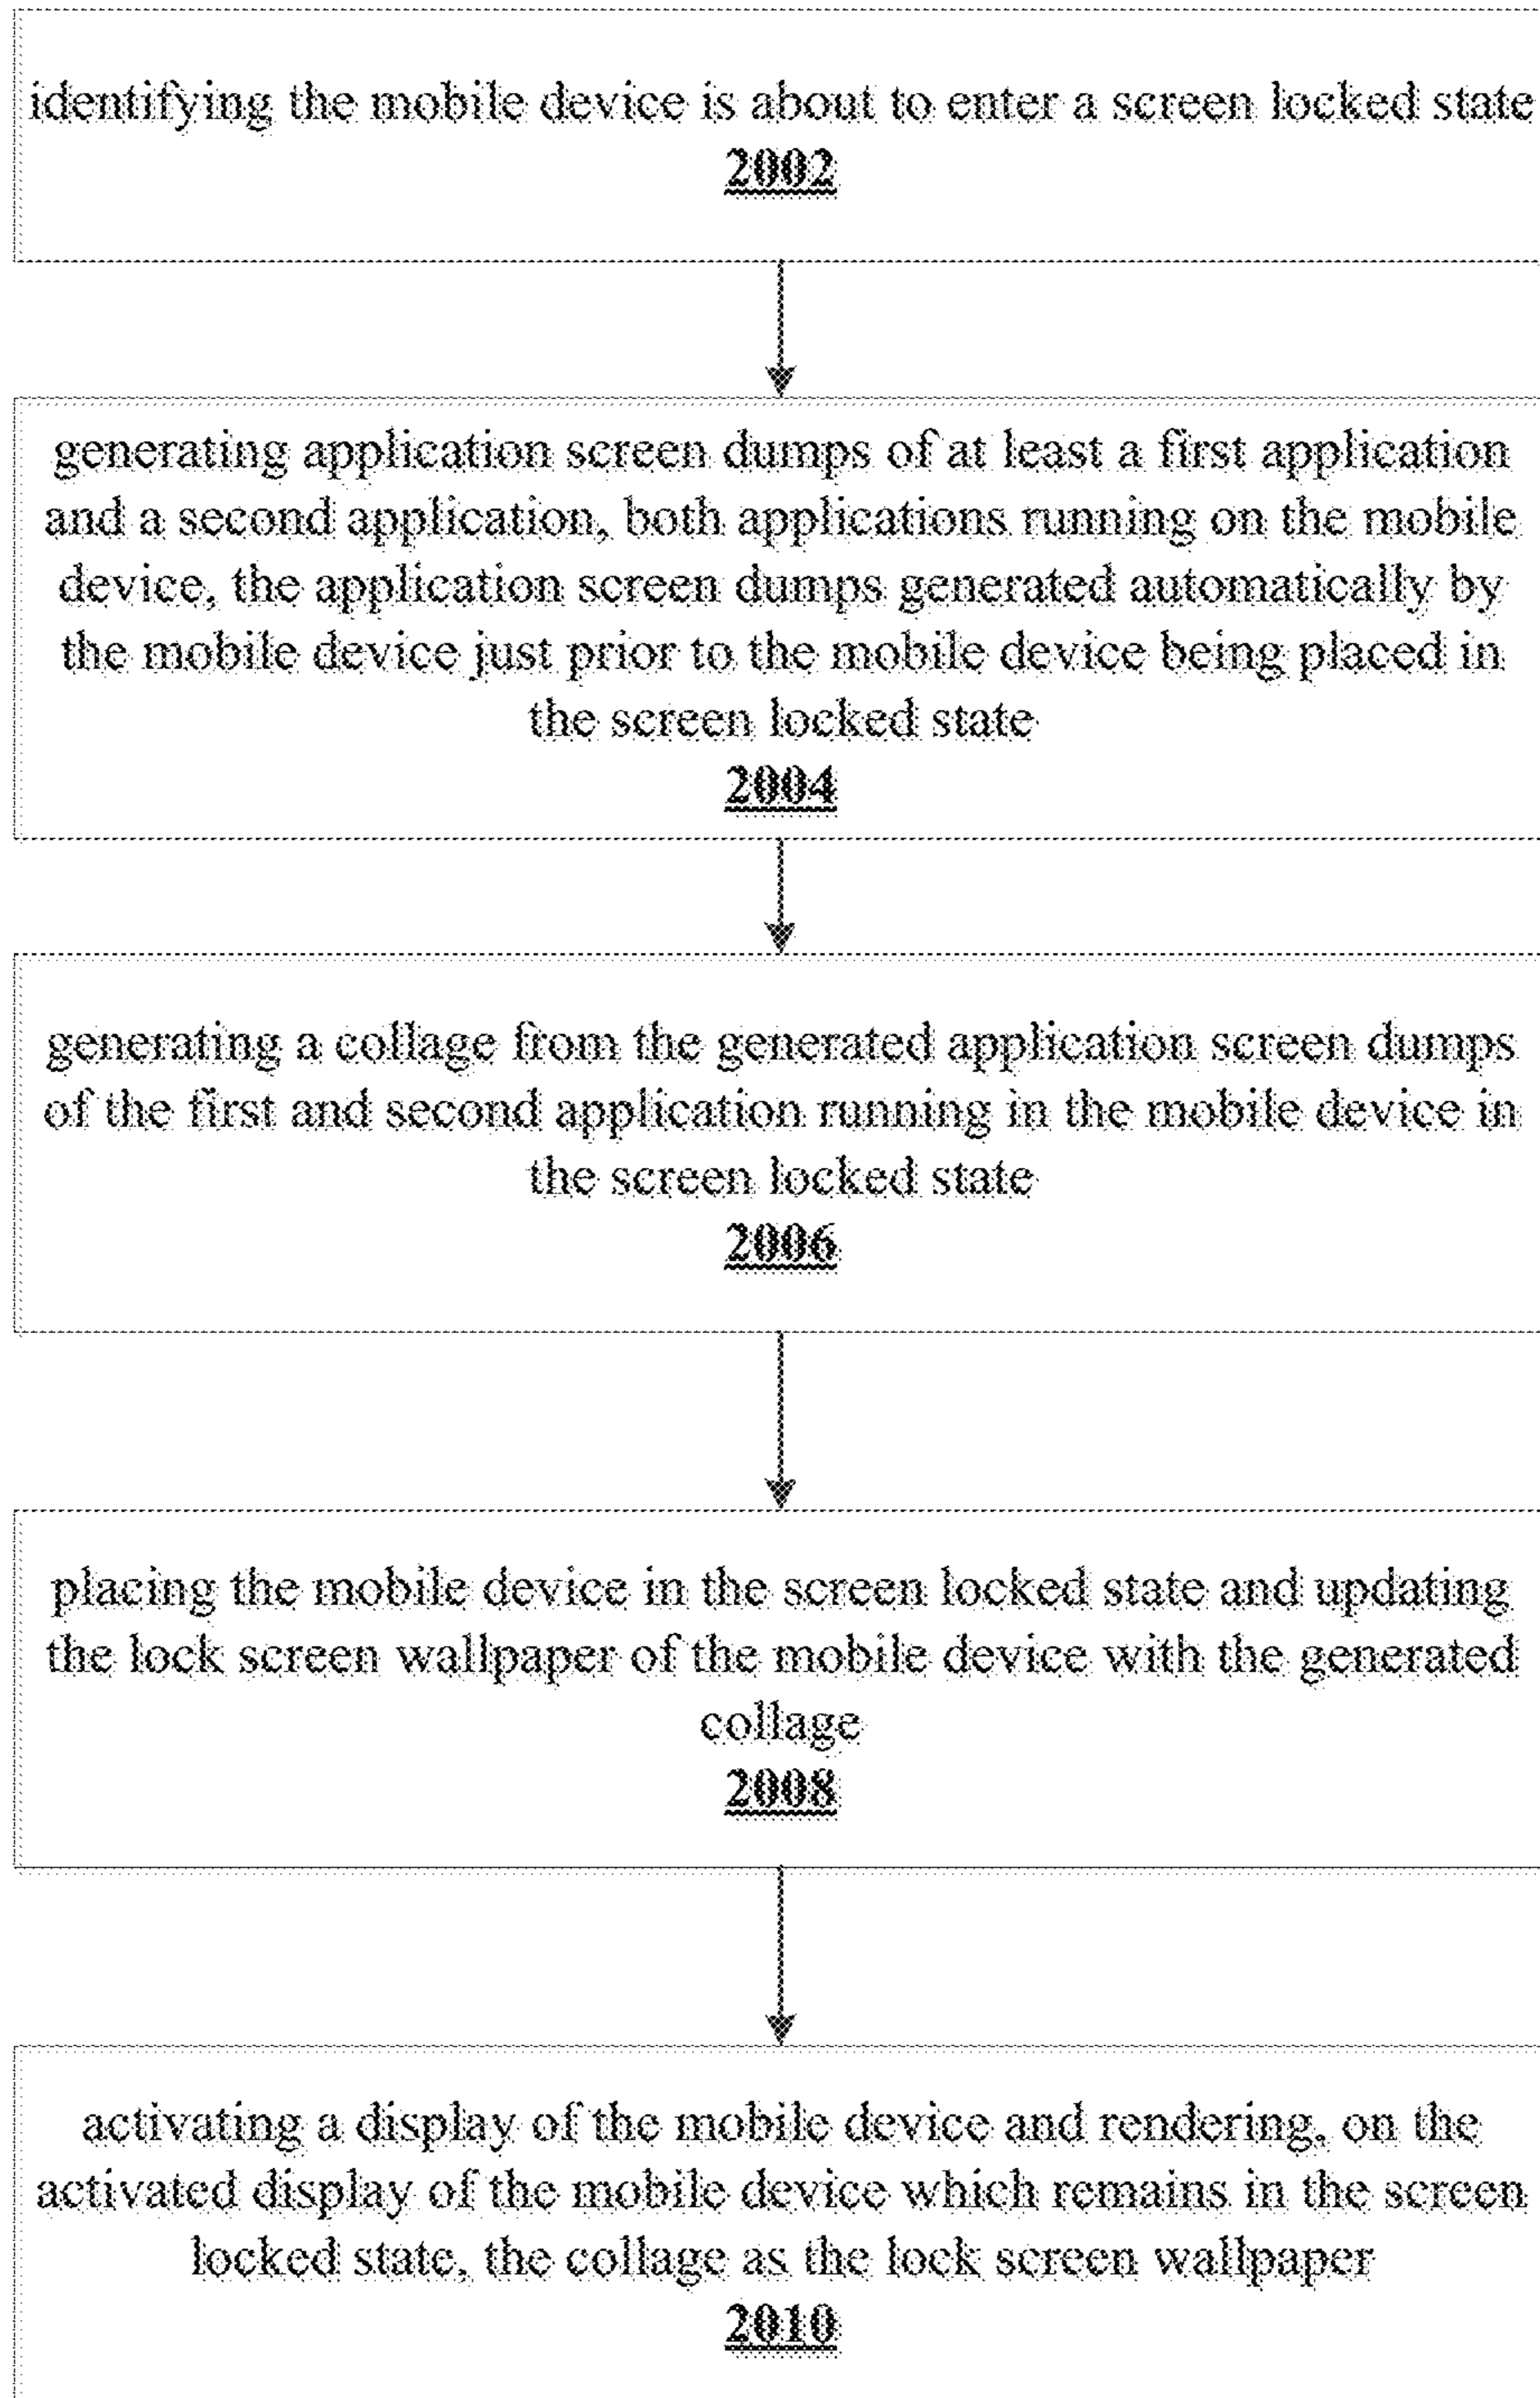 identifying the mobile device is about to enter a screen locked state
2002
generating application screen dumps of at least a first application
and a second application, both applications running on the mobile
device, the application screen dumps generated automatically by
the mobile device just prior to the mobile device being placed in
the screen locked state
2004
generating a collage from the generated application screen dumps
of the first and second application running in the mobile device in
the screen locked state
2006
placing the mobile device in the screen locked state and updating
the lock screen wallpaper of the mobile device with the generated
collage
2008
activating a display of the mobile device and rendering, on the
activated display of the mobile device which remains in the screen
locked state, the collage as the lock screen wallpaper
2010